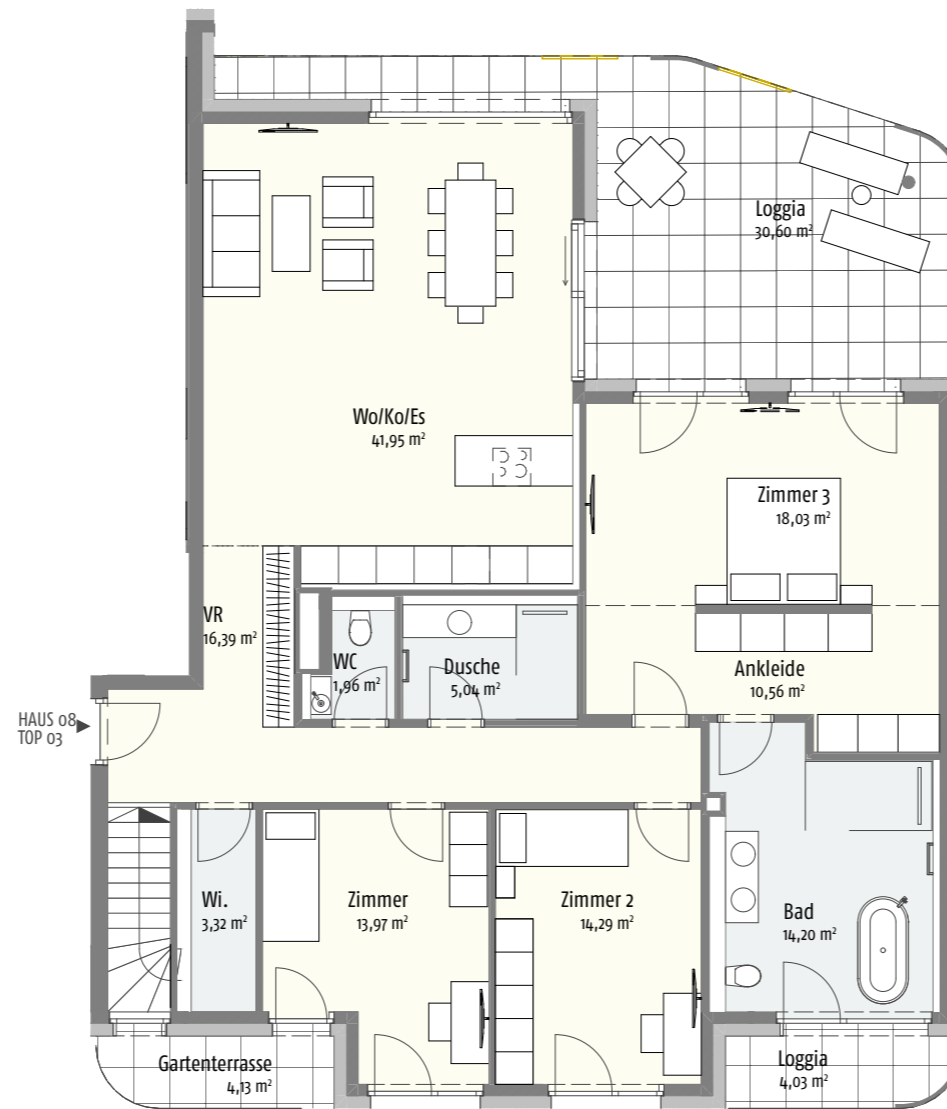 Loggia
30,60 m²
Wo/Ko/Es
41,95 m²
Zimmer 3
18,03 m²
VR
16,39 m²
WC
1,96 m²
Dusche
5,04 m²
Ankleide
10,56 m²
HAUS 08
TOP 03
Wi.
3,32 m²
Zimmer
13,97 m²
Zimmer 2
14,29 m²
Bad
14,20 m²
Gartenterrasse
4,13 m²
Loggia
4,03 m²